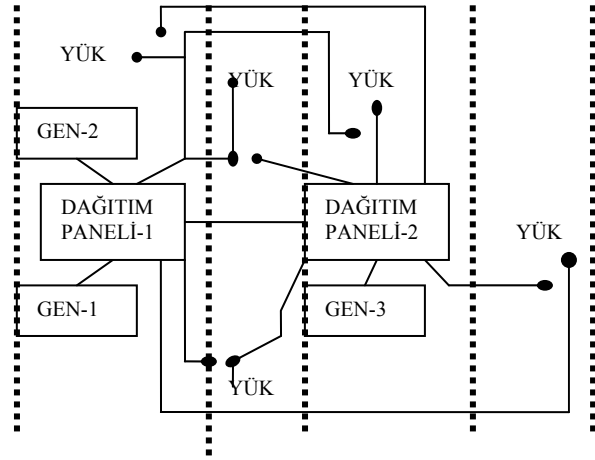 YÜK
YÜK
YÜK
GEN-2
DAĞITIM
PANELİ-1
DAĞITIM
PANELİ-2
YÜK
GEN-1
GEN-3
YÜK